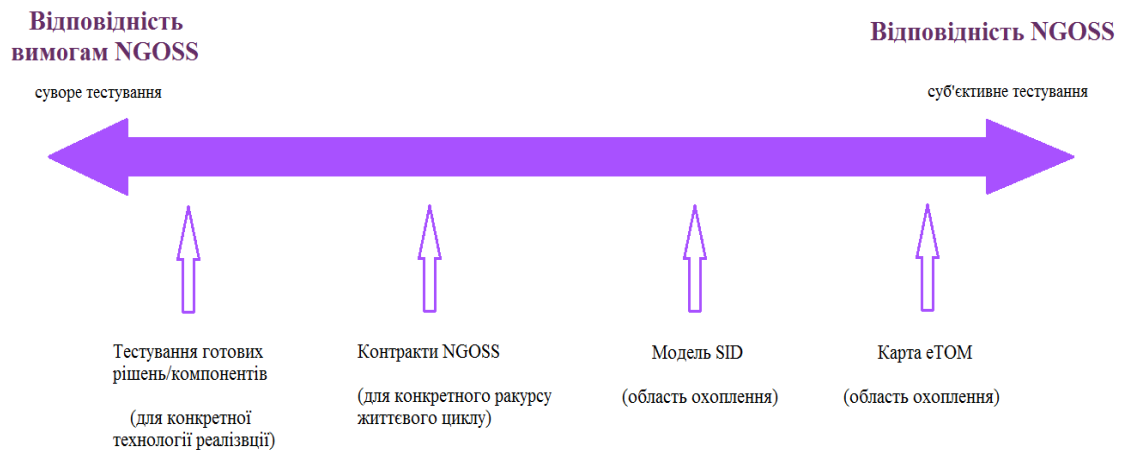 Відповідність
вимогам NGOSS
суворе тестування
Відповідність NGOSS
суб'єктивне тестування
Тестування готових
рішень/компонентів
(для конкретної
технології реалізвції)
Контракти NGOSS
(для конкретного ракурсу
життєвого циклу)
Модель SID
(область охоплення)
Карта eTOM
(область охоплення)